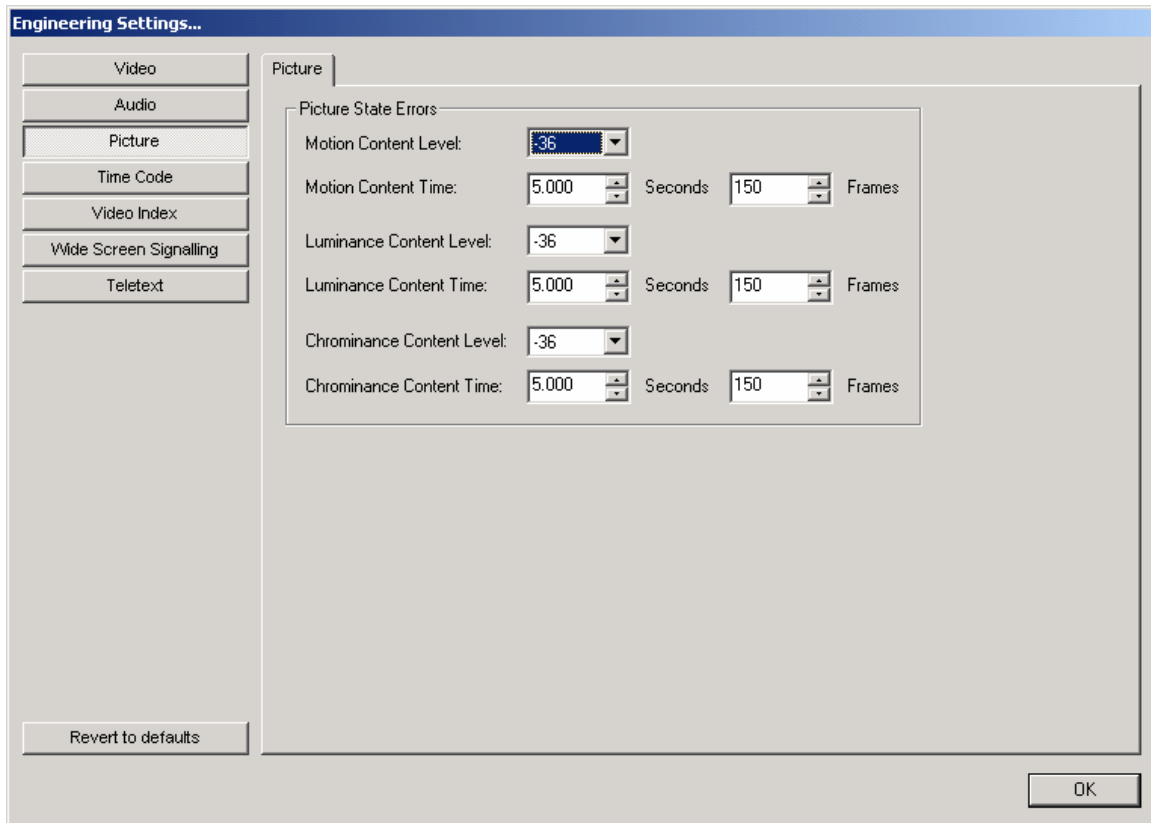 Engineering Settings...
Video
Audio
Picture
Time Code
Video Index
Wide Screen Signalling
Teletext
Revert to defaults
Picture
Picture State Errors
Motion Content Level: -36
Motion Content Time: 5.000 Seconds 150 Frames
Luminance Content Level: -36
Luminance Content Time: 5.000 Seconds 150 Frames
Chrominance Content Level: -36
Chrominance Content Time: 5.000 Seconds 150 Frames
OK